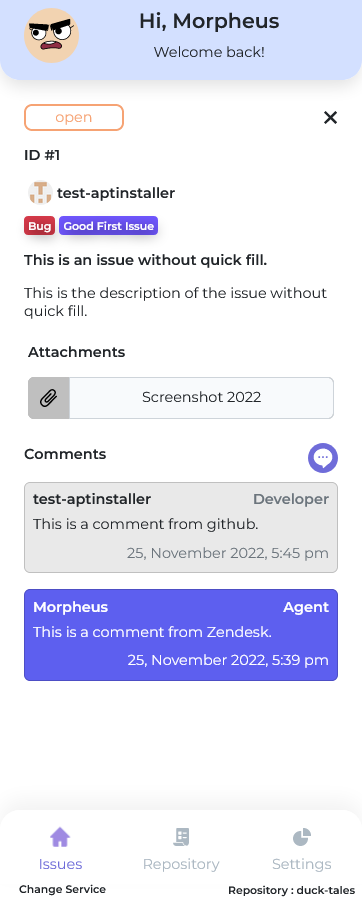 Hi, Morpheus
Welcome back!
open
ID #1
test-aptinstaller
Bug Good First Issue
This is an issue without quick fill.
This is the description of the issue without
quick fill.
Attachments
Screenshot 2022
Comments
test-aptinstaller Developer
This is a comment from github.
25, November 2022, 5:45 pm
Morpheus Agent
This is a comment from Zendesk.
25, November 2022, 5:39 pm
Issues Repository Settings
Change Service Repository : duck-tales